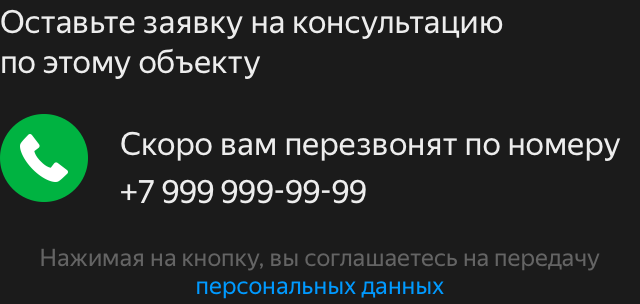 Оставьте заявку на консультацию
по этому объекту
Скоро вам перезвонят по номеру
+7 999 999-99-99
Нажимая на кнопку, вы соглашаетесь на передачу
персональных данных